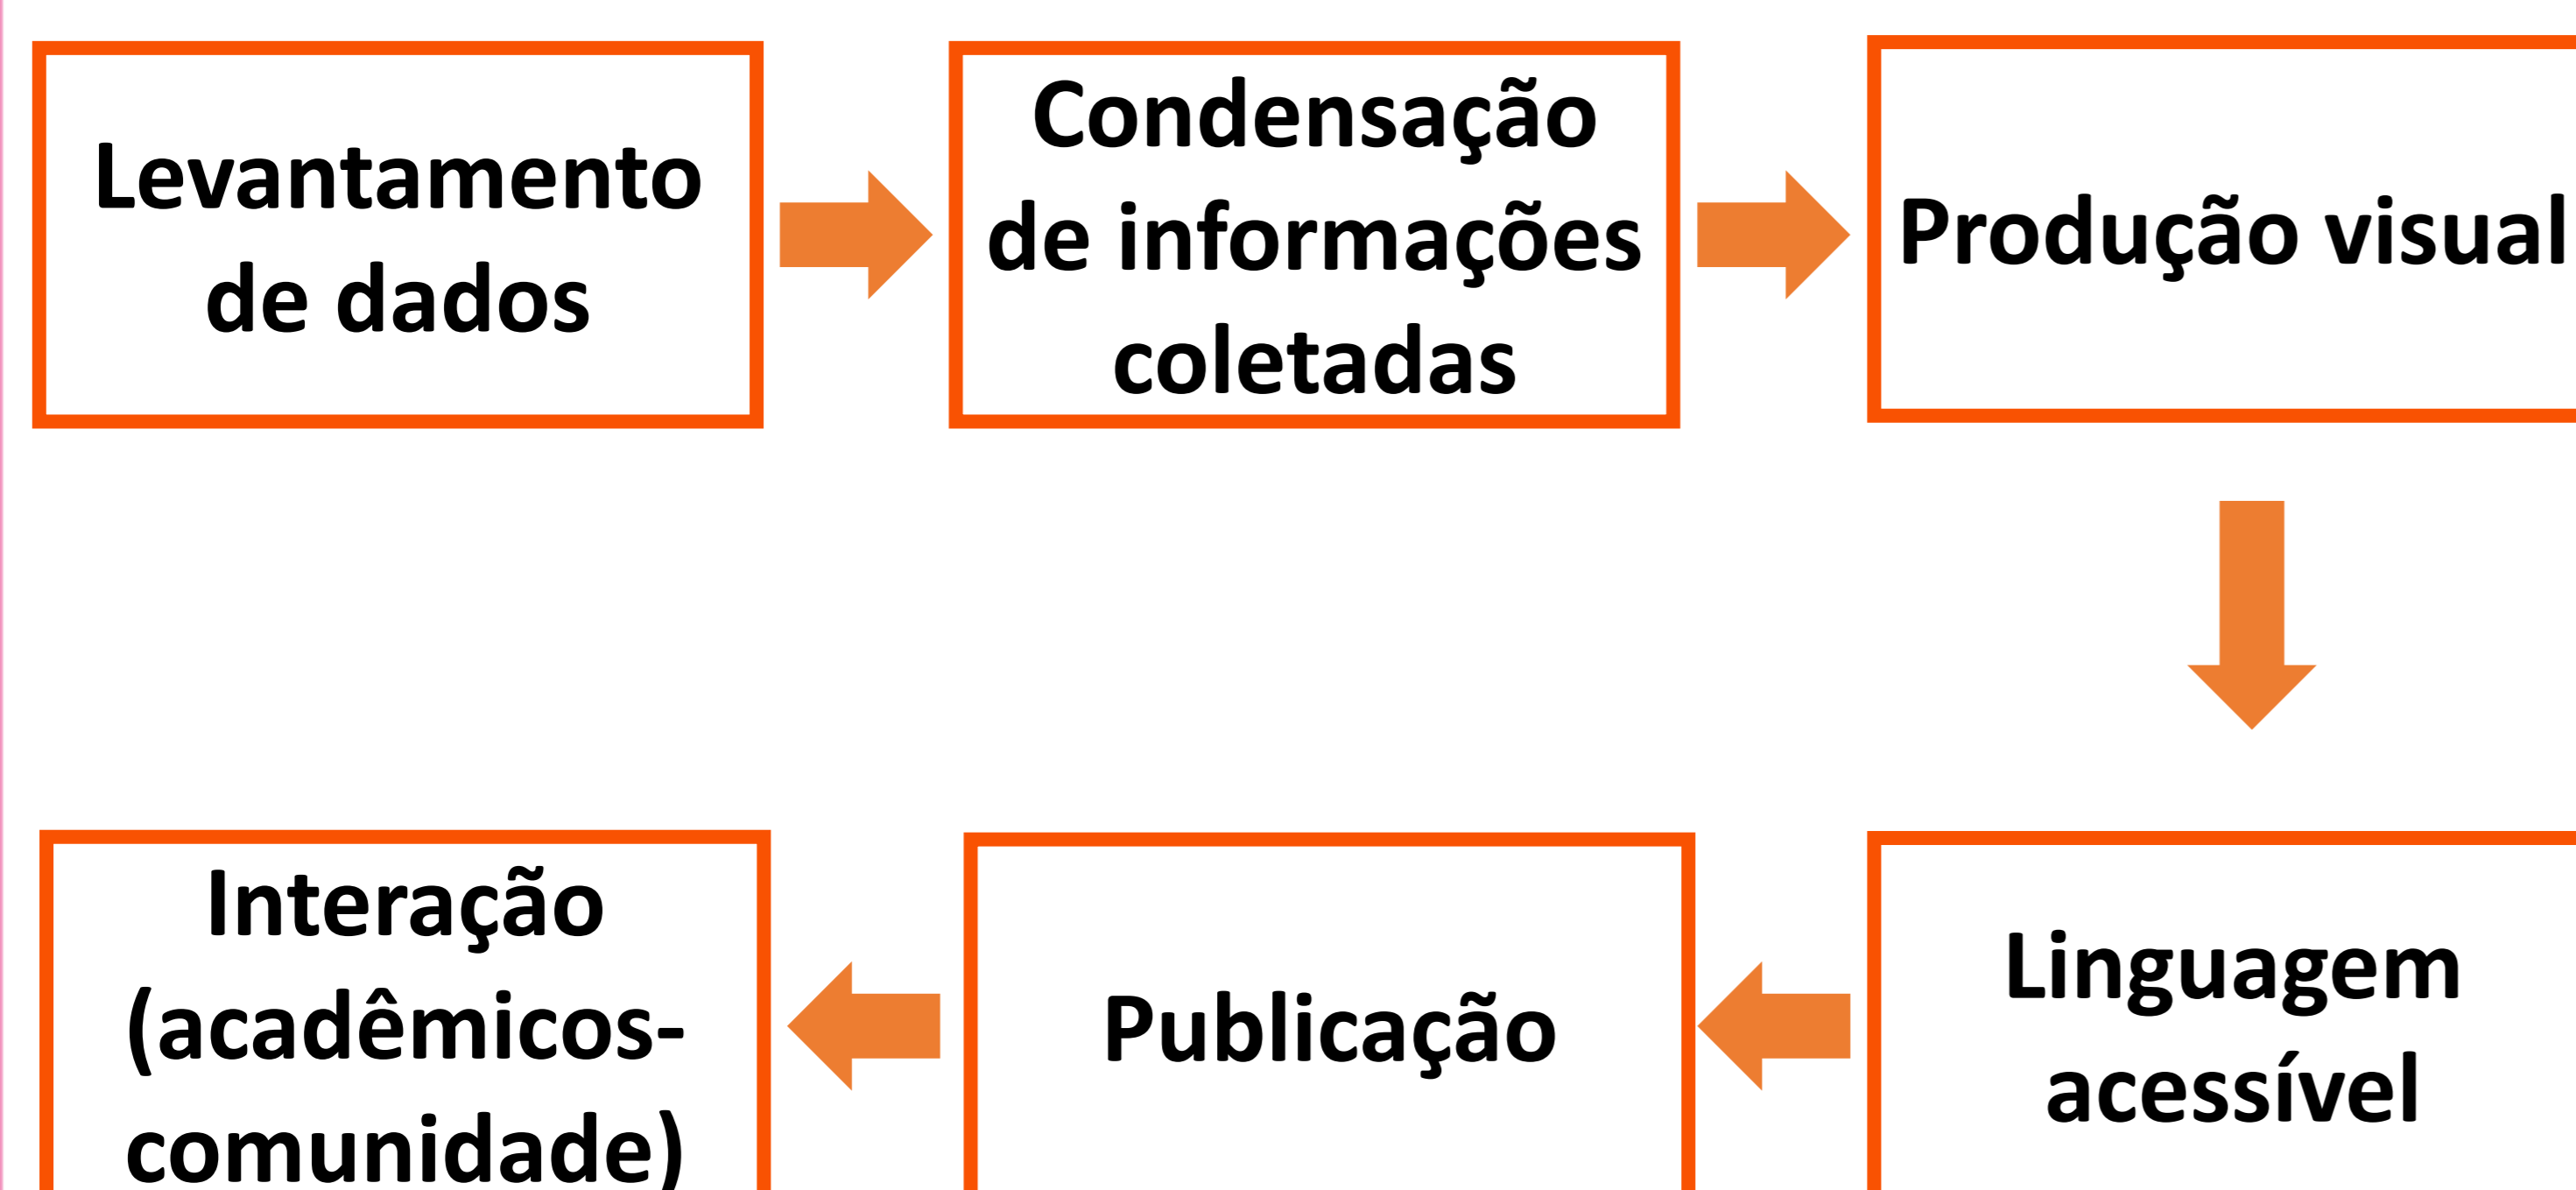 Levantamento
de dados
Condensação
de informações
coletadas
Produção visual
Linguagem
acessível
Publicação
Interação
(acadêmicos-
comunidade)